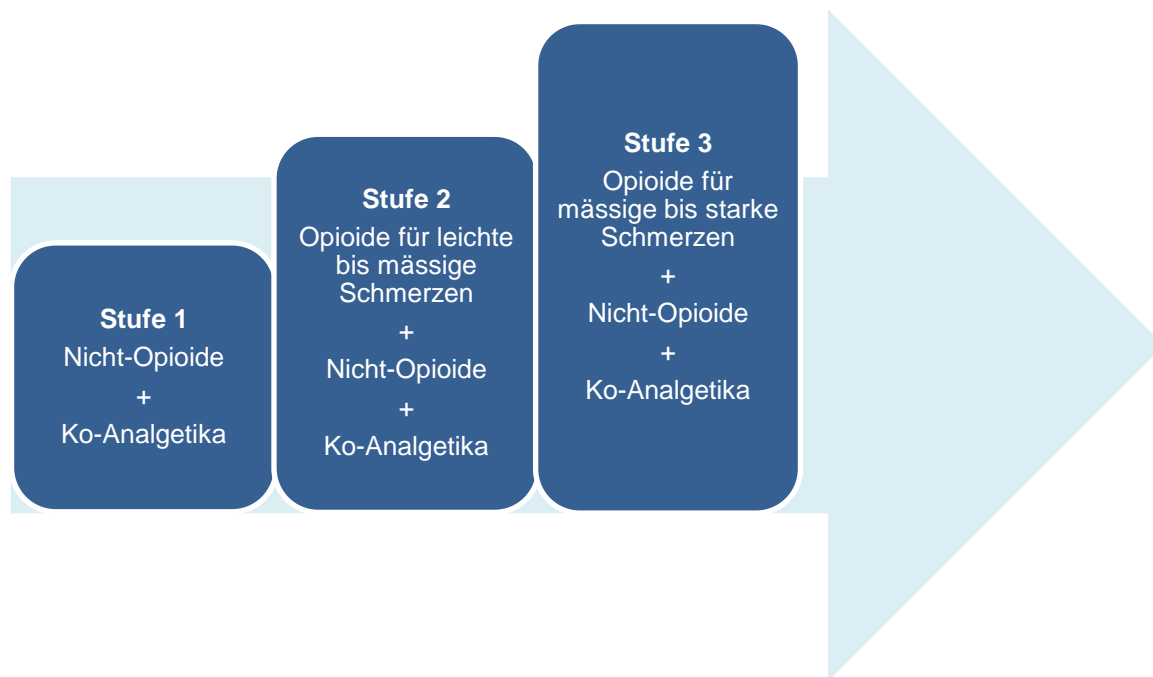 Stufe 1
Nicht-Opioide
+
Ko-Analgetika
Stufe 2
Opioide für leichte
bis mässige
Schmerzen
+
Nicht-Opioide
+
Ko-Analgetika
Stufe 3
Opioide für
mässige bis starke
Schmerzen
+
Nicht-Opioide
+
Ko-Analgetika